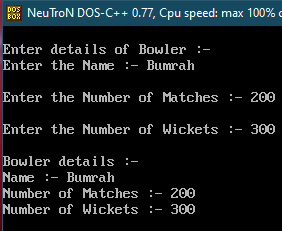 DOS
BOX
NeuTroN DOS-C++ 0.77, Cpu speed: max 100% c
Enter details of Bowler :-
Enter the Name :- Bumrah
Enter the Number of Matches :- 200
Enter the Number of Wickets :- 300
Bowler details :-
Name :- Bumrah
Number of Matches :- 200
Number of Wickets :- 300